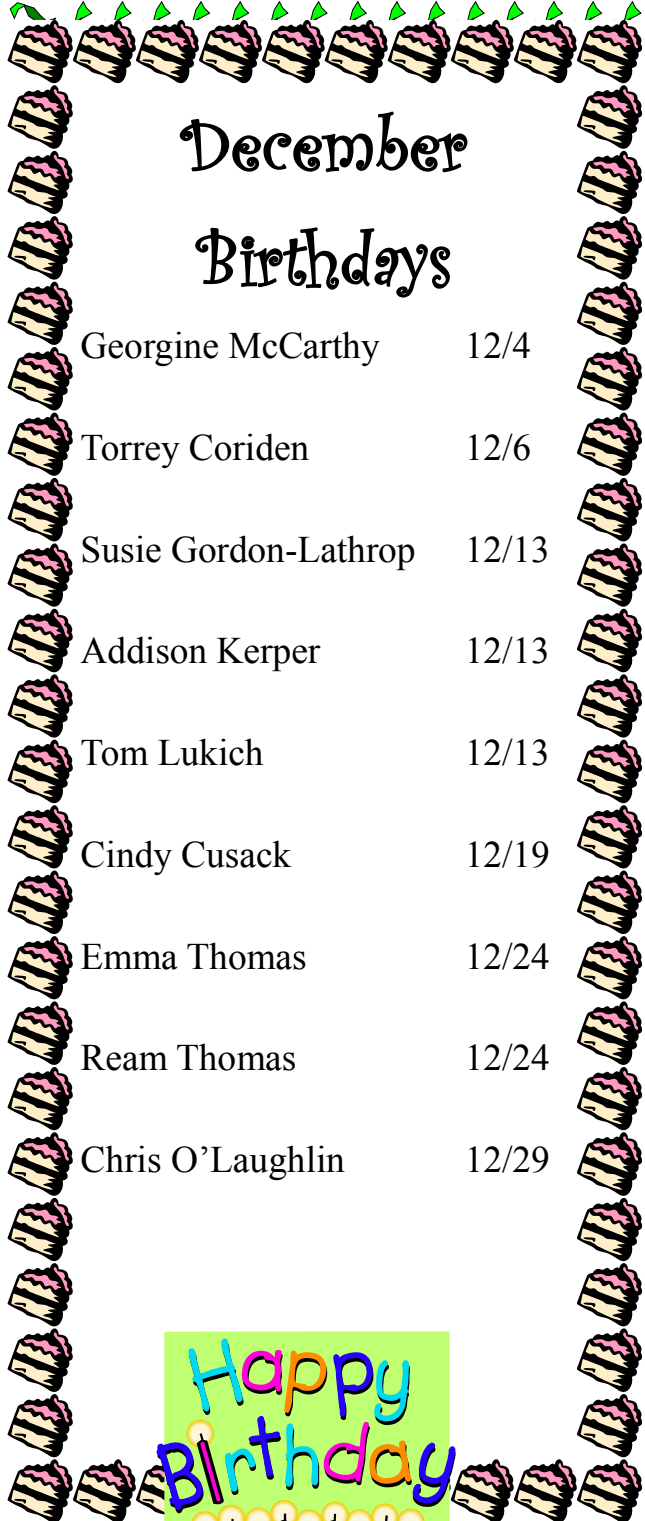 December
Birthdays
Georgine McCarthy 12/4
Torrey Coriden 12/6
Susie Gordon-Lathrop 12/13
Addison Kerper 12/13
Tom Lukich 12/13
Cindy Cusack 12/19
Emma Thomas 12/24
Ream Thomas 12/24
Chris O’Laughlin 12/29
Happy
Birthday